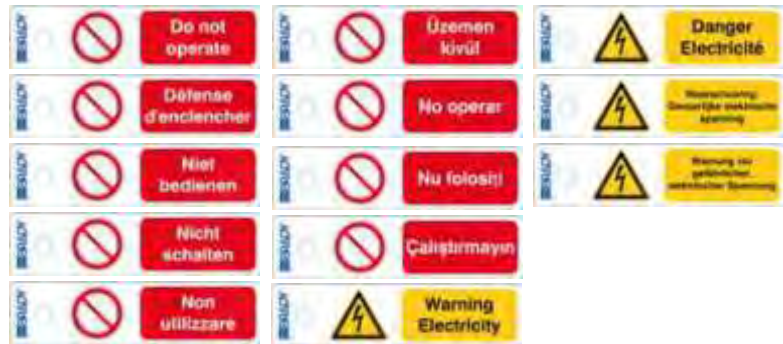 Do not
operate
Défense
d'enclencher
Niet
bedienen
Nicht
schalten
Non
utilizzare
Üzemen
kívül
No operar
Nu folosiți
Çalıştırmayın
Warning
Electricity
Danger
Electricité
Waarschuwing:
Gevaarlijke elektrische
spanning
Warnung vor
gefährlicher
elektrischer Spannung